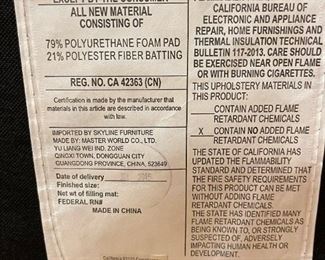 EXCEPT BY THE CONSUMER
ALL NEW MATERIAL
CONSISTING OF
79% POLYURETHANE FOAM PAD
21% POLYESTER FIBER BATTING
REG. NO. CA 42363 (CN)
Certification is made by the manufacturer that
materials in this article are described in accordance
with law.
IMPORTED BY SKYLINE FURNITURE
MADE BY: MASTER WORLD CO., LTD.
YU LIANG WEI IND. ZONE
QINGXI TOWN, DONGGUAN CITY
GUANGDONG PROVINCE, CHINA, 523649
Date of delivery
Finished size:
Net wt of filling mat:
FEDERAL RN#
MADE IN CHINA
CALIFORNIA BUREAU OF
ELECTRONIC AND APPLIANCE
REPAIR, HOME FURNISHINGS AND
THERMAL INSULATION TECHNICAL
BULLETIN 117-2013. CARE SHOULD
BE EXERCISED NEAR OPEN FLAME
OR WITH BURNING CIGARETTES.
THE UPHOLSTERY MATERIALS IN
THIS PRODUCT:
CONTAIN ADDED FLAME
RETARDANT CHEMICALS
X CONTAIN NO ADDED FLAME
RETARDANT CHEMICALS
THE STATE OF CALIFORNIA HAS
UPDATED THE FLAMMABILITY
STANDARD AND DETERMINED THAT
THE FIRE SAFETY REQUIREMENTS
FOR THIS PRODUCT CAN BE MET
WITHOUT ADDING FLAME
RETARDANT CHEMICALS.
THE STATE HAS IDENTIFIED MANY
FLAME RETARDANT CHEMICALS AS
BEING KNOWN TO, OR STRONGLY
SUSPECTED OF, ADVERSELY
IMPACTING HUMAN HEALTH OR
DEVELOPMENT.